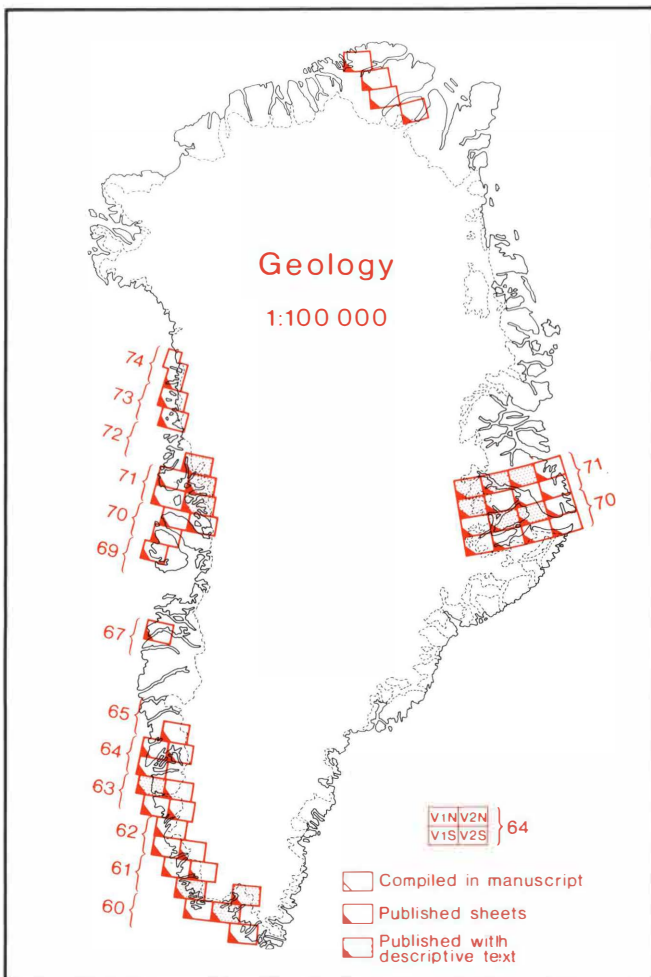 Geology
1:100 000
74
73
72
71
70
69
67
65
64
63
62
61
60
71
70
V1N V2N
V1S V2S
64
Compiled in manuscript
Published sheets
Published with
descriptive text